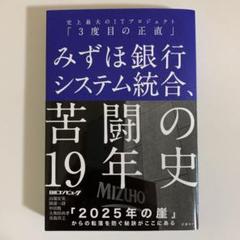 史上最大のITプロジェクト
「3度目の正直」
みずほ銀行
システム統合、
苦闘の
19年史
MIZUHO
日経コンピュータ
「2025年の崖」
からの転落を防ぐ秘訣がここにある